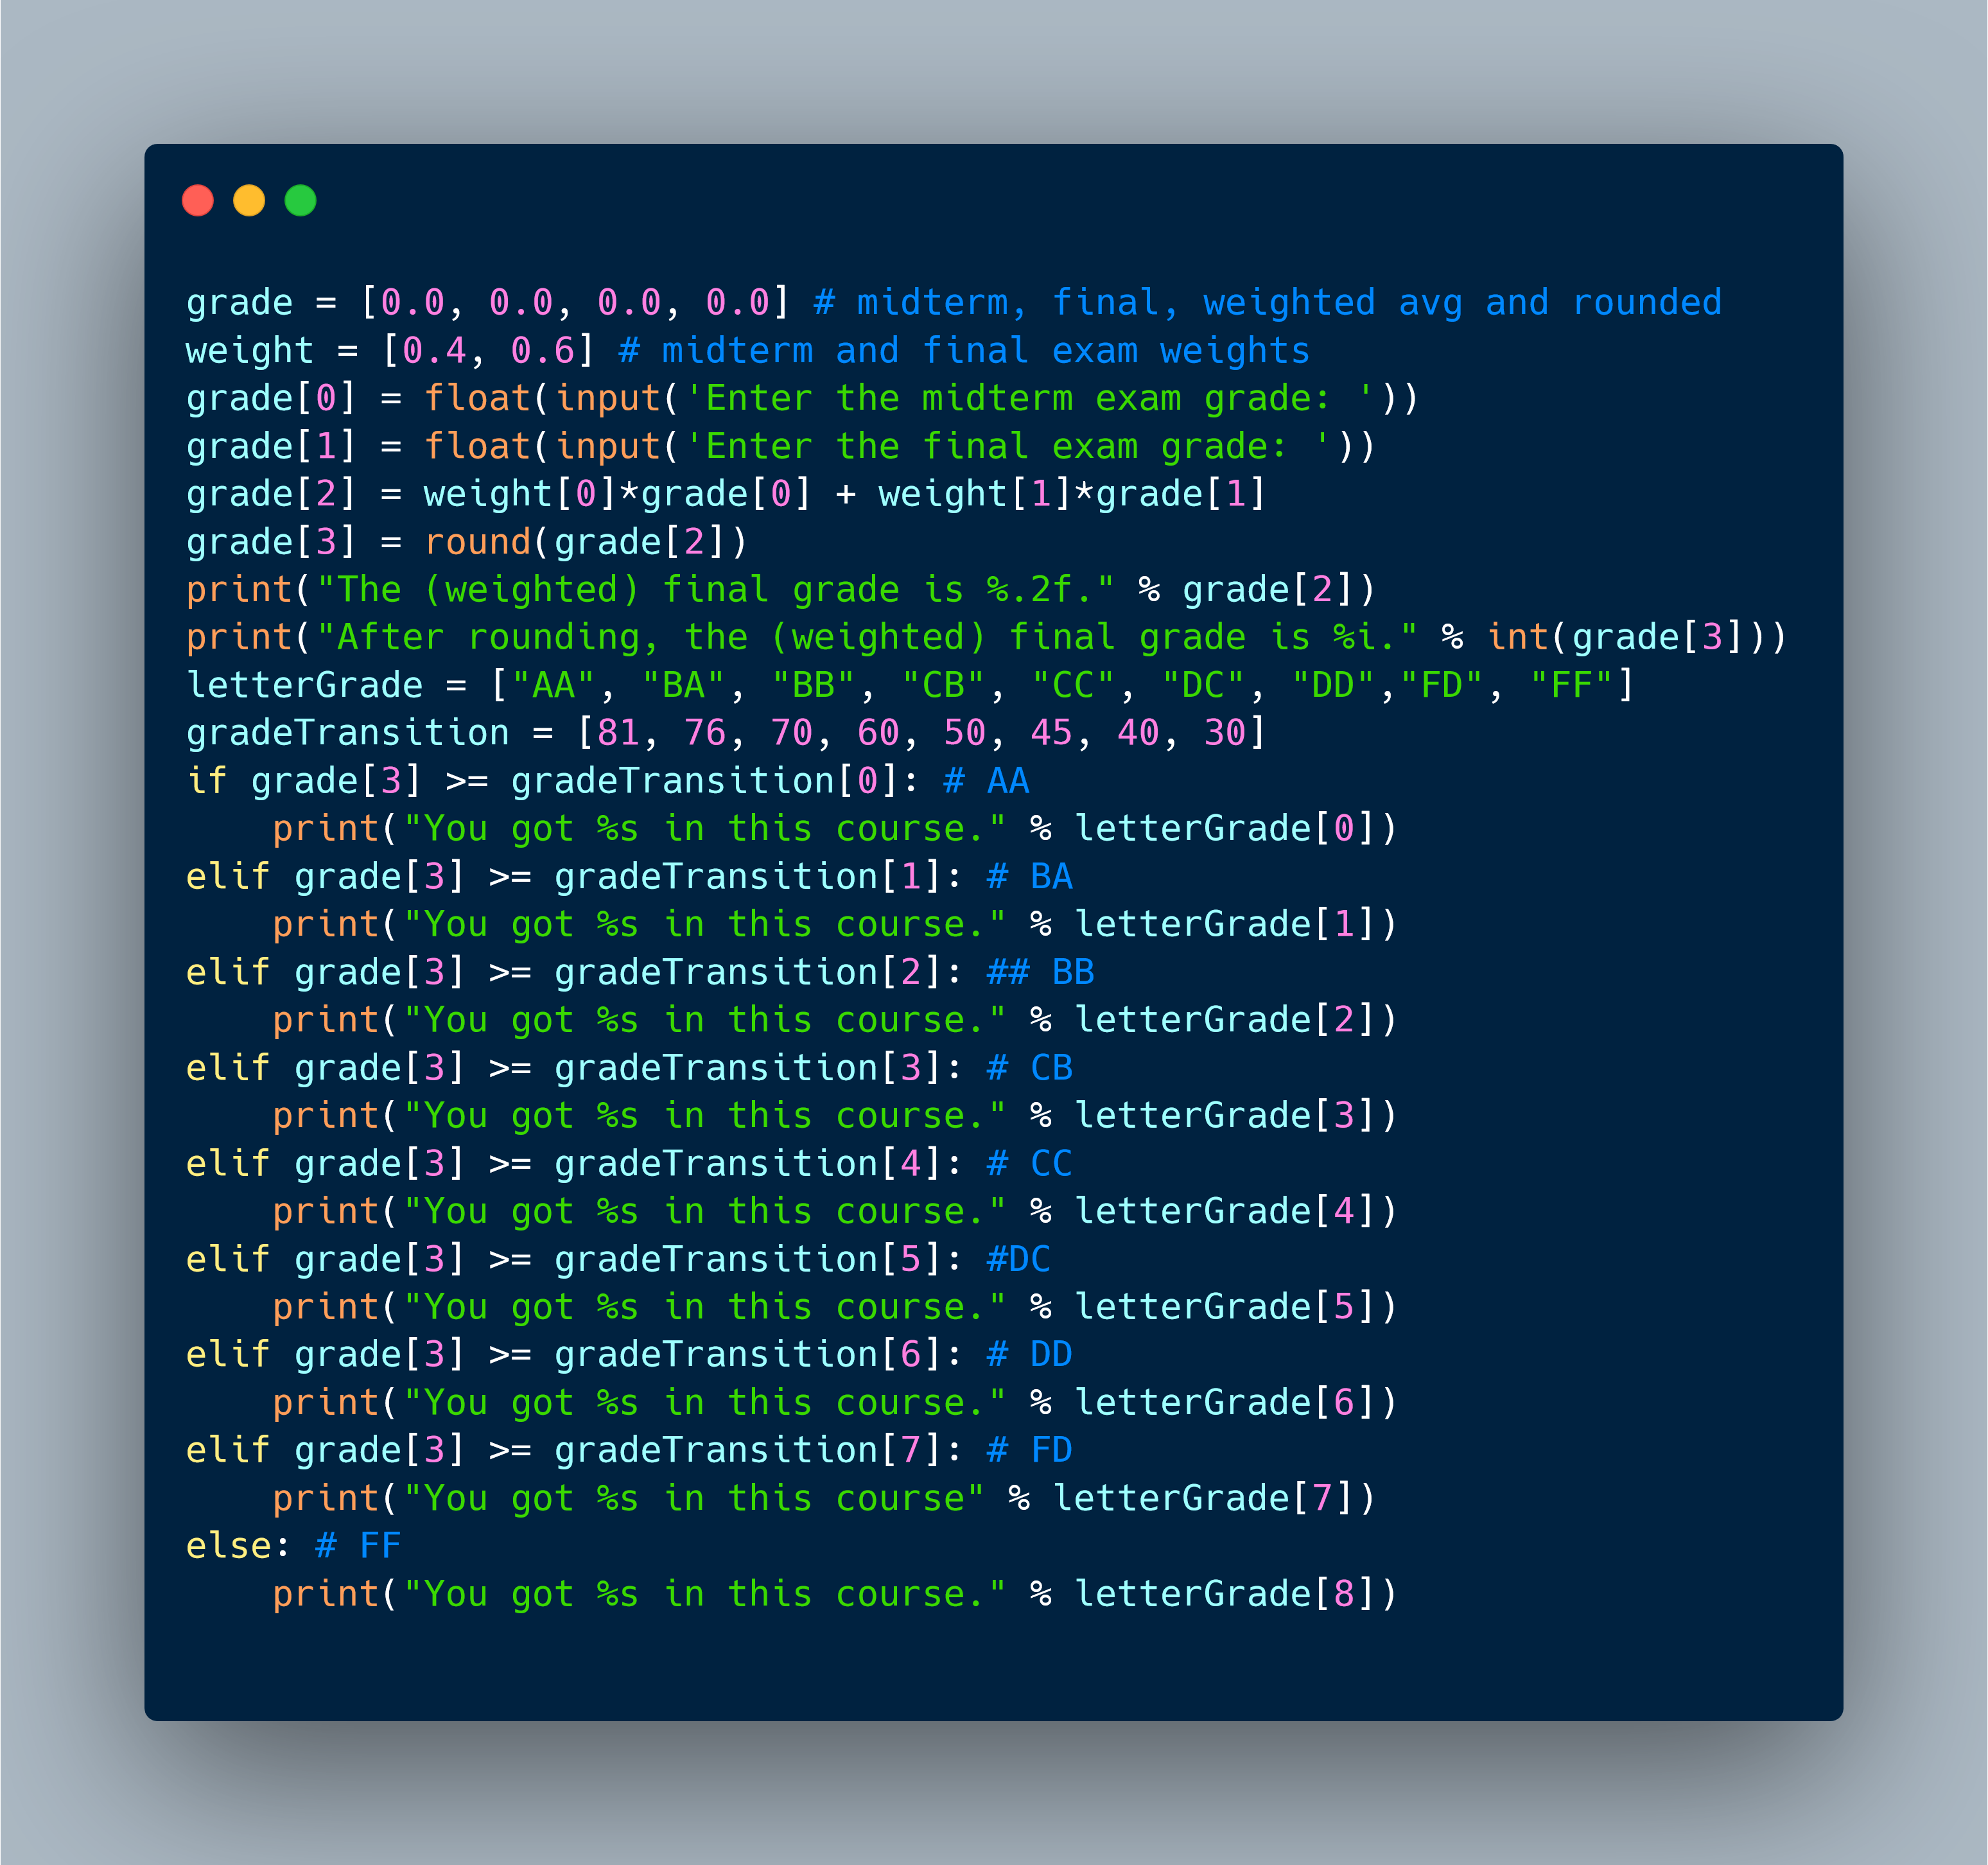 grade = [0.0, 0.0, 0.0, 0.0] # midterm, final, weighted avg and rounded
weight = [0.4, 0.6] # midterm and final exam weights
grade[0] = float(input('Enter the midterm exam grade: '))
grade[1] = float(input('Enter the final exam grade: '))
grade[2] = weight[0]*grade[0] + weight[1]*grade[1]
grade[3] = round(grade[2])
print("The (weighted) final grade is %.2f." % grade[2])
print("After rounding, the (weighted) final grade is %i." % int(grade[3]))
letterGrade = ["AA", "BA", "BB", "CB", "CC", "DC", "DD","FD", "FF"]
gradeTransition = [81, 76, 70, 60, 50, 45, 40, 30]
if grade[3] >= gradeTransition[0]: # AA
    print("You got %s in this course." % letterGrade[0])
elif grade[3] >= gradeTransition[1]: # BA
    print("You got %s in this course." % letterGrade[1])
elif grade[3] >= gradeTransition[2]: ## BB
    print("You got %s in this course." % letterGrade[2])
elif grade[3] >= gradeTransition[3]: # CB
    print("You got %s in this course." % letterGrade[3])
elif grade[3] >= gradeTransition[4]: # CC
    print("You got %s in this course." % letterGrade[4])
elif grade[3] >= gradeTransition[5]: #DC
    print("You got %s in this course." % letterGrade[5])
elif grade[3] >= gradeTransition[6]: # DD
    print("You got %s in this course." % letterGrade[6])
elif grade[3] >= gradeTransition[7]: # FD
    print("You got %s in this course" % letterGrade[7])
else: # FF
    print("You got %s in this course." % letterGrade[8])